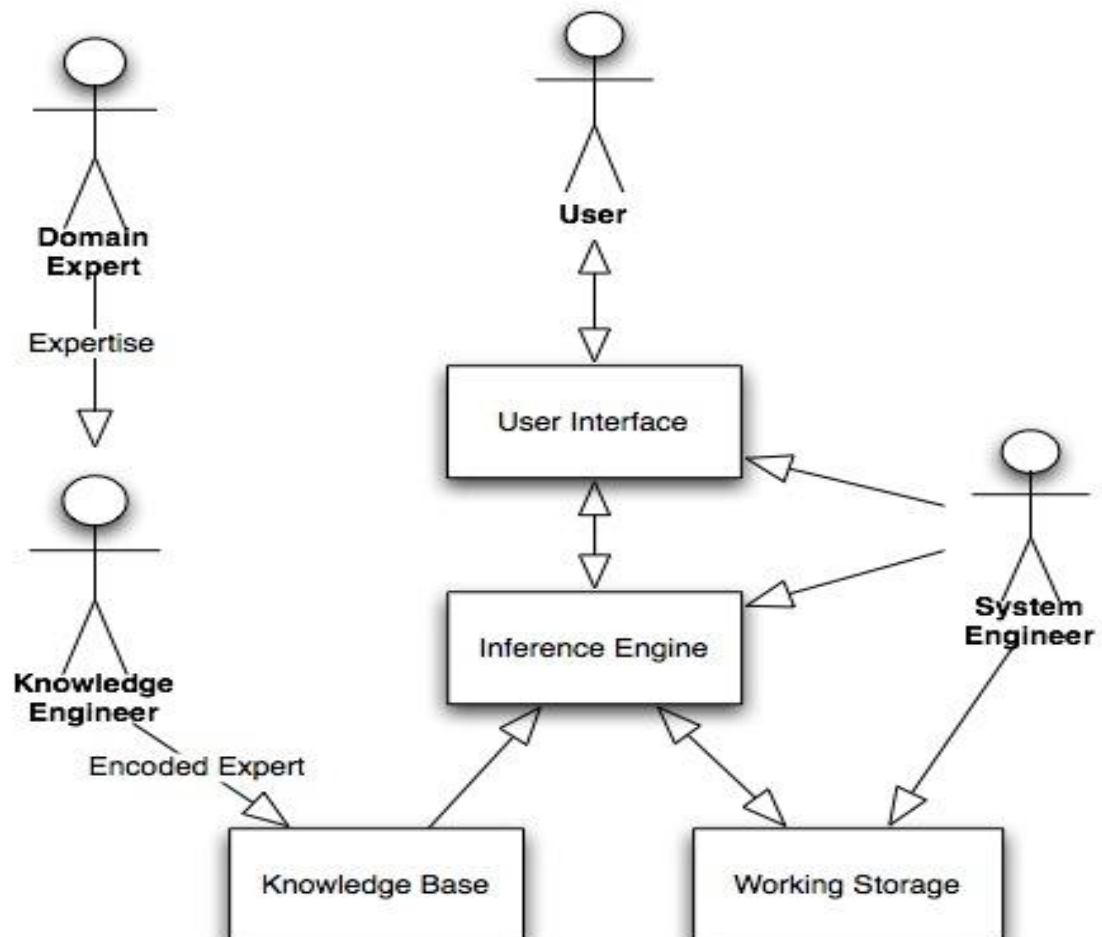 User
Domain
Expert
Expertise
User Interface
System
Engineer
Inference Engine
Knowledge
Engineer
Encoded Expert
Knowledge Base
Working Storage